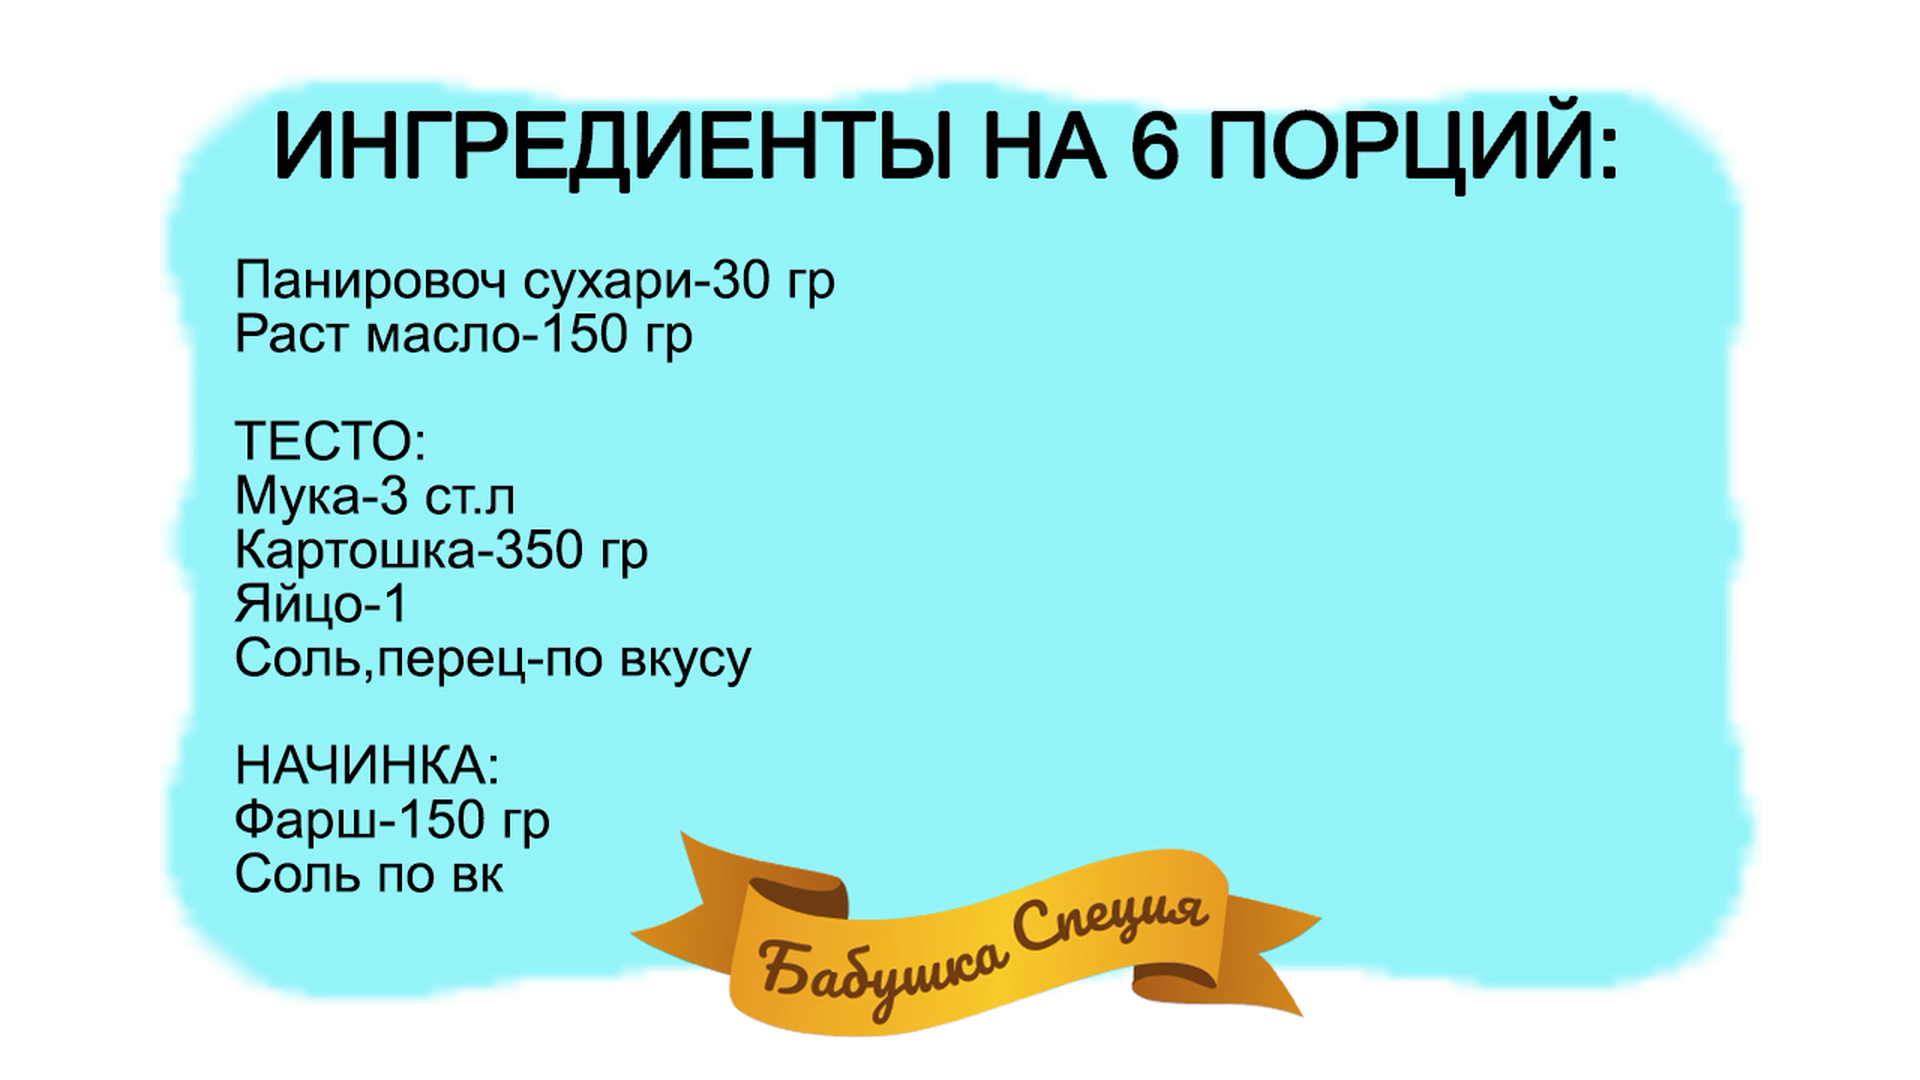 ИНГРЕДИЕНТЫ НА 6 ПОРЦИЙ:
Панировоч сухари-30 гр
Раст масло-150 гр
ТЕСТО:
Мука-3 ст.л
Картошка-350 гр
Яйцо-1
Соль,перец-по вкусу
НАЧИНКА:
Фарш-150 гр
Соль по вк
Бабушка Специя